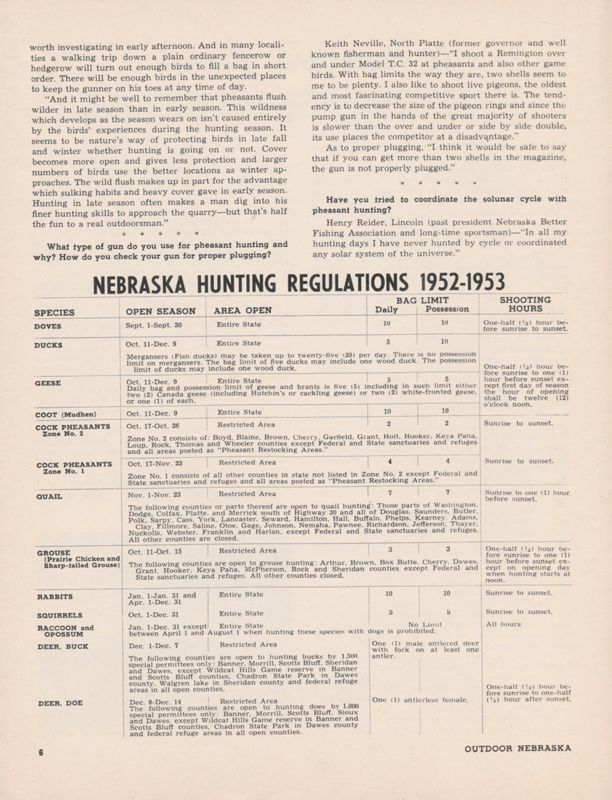 worth investigating in early afternoon. And in many locali-
ties a walking trip down a plain ordinary fencerow or
hedgerow will turn out enough birds to fill a bag in short
order. There will be enough birds in the unexpected places
to keep the gunner on his toes at any time of day.
"And it might be well to remember that pheasants flush
wilder in late season than in early season. This wildness
which develops as the season wears on isn't caused entirely
by the birds' experiences during the hunting season. It
seems to be nature's way of protecting birds in late fall
and winter whether hunting is going on or not. Cover
becomes more open and gives less protection and larger
numbers of birds use the better locations as winter ap-
proaches. The wild flush makes up in part for the advantage
which sulking habits and heavy cover gave in early season.
Hunting in late season often makes a man dig into his
finer hunting skills to approach the quarry—but that's half
the fun to a real outdoorsman."
* * * * *
What type of gun do you use for pheasant hunting and
why? How do you check your gun for proper plugging?
Keith Neville, North Platte (former governor and well
known fisherman and hunter)—"I shoot a Remington over
and under Model T.C. 32 at pheasants and also other game
birds. With bag limits the way they are, two shells seem to
me to be plenty. I also like to shoot live pigeons, the oldest
and most fascinating competitive sport there is. The tend-
ency is to decrease the size of the pigeon rings and since the
pump gun in the hands of the great majority of shooters
is slower than the over and under or side by side double,
its use places the competitor at a disadvantage."
As to proper plugging, "I think it would be safe to say
that if you can get more than two shells in the magazine,
the gun is not properly plugged."
* * * * *
Have you tried to coordinate the solunar cycle with
pheasant hunting?
Henry Reider, Lincoln (past president Nebraska Better
Fishing Association and long-time sportsman)—"In all my
hunting days I have never hunted by cycle or coordinated
any solar system of the universe."
NEBRASKA HUNTING REGULATIONS 1952-1953
SPECIES OPEN SEASON AREA OPEN BAG LIMIT Daily Possession SHOOTING HOURS
DOVES Sept. 1-Sept. 30 Entire State 10 10 One-half (½) hour be-
fore sunrise to sunset.
DUCKS Oct. 11-Dec. 9 Entire State 5 10
Mergansers (Fish ducks) may be taken up to twenty-five (25) per day. There is no possession
limit on mergansers. The bag limit of five ducks may include one wood duck. The possession
limit of ducks may include one wood duck.
GEESE Oct. 11-Dec. 9 Entire State 5 5
Daily bag and possession limit of geese and brants is five (5) including in such limit either
two (2) Canada geese (including Hutchin's or cackling geese) or two (2) white-fronted geese,
or one (1) of each.
One-half (½) hour be-
fore sunrise to one (1)
hour before sunset ex-
cept first day of season
the hour of opening
shall be twelve (12)
o'clock noon.
COOT (Mudhen) Oct. 11-Dec. 9 Entire State 10 10
COCK PHEASANTS Oct. 17-Oct. 26 Restricted Area 2 2 Sunrise to sunset.
Zone No. 2
Zone No. 2 consists of: Boyd, Blaine, Brown, Cherry, Garfield, Grant, Holt, Hooker, Keya Paha,
Loup, Rock, Thomas and Wheeler counties except Federal and State sanctuaries and refuges
and all areas posted as "Pheasant Restocking Areas."
COCK PHEASANTS Oct. 17-Nov. 23 Restricted Area 4 4 Sunrise to sunset.
Zone No. 1
Zone No. 1 consists of all other counties in state not listed in Zone No. 2 except Federal and
State sanctuaries and refuges and all areas posted as "Pheasant Restocking Areas."
QUAIL Nov. 1-Nov. 23 Restricted Area 7 7 Sunrise to one (1) hour
before sunset.
The following counties or parts thereof are open to quail hunting: Those parts of Washington,
Dodge, Colfax, Platte, and Merrick south of Highway 30 and all of Douglas, Saunders, Butler,
Polk, Sarpy, Cass, York, Lancaster, Seward, Hamilton, Hall, Buffalo, Phelps, Kearney, Adams,
Clay, Fillmore, Saline, Otoe, Gage, Johnson, Nemaha, Pawnee, Richardson, Jefferson, Thayer,
Nuckolls, Webster, Franklin and Harlan, except Federal and State sanctuaries and refuges.
All other counties are closed.
GROUSE Oct. 11-Oct. 15 Restricted Area 3 3
(Prairie Chicken and
Sharp-tailed Grouse)
The following counties are open to grouse hunting: Arthur, Brown, Box Butte, Cherry, Dawes,
Grant, Hooker, Keya Paha, McPherson, Rock and Sheridan counties except Federal and
State sanctuaries and refuges. All other counties closed.
One-half (½) hour be-
fore sunrise to one (1)
hour before sunset ex-
cept on opening day
when hunting starts at
noon.
RABBITS Jan. 1-Jan. 31 and Entire State 10 10 Sunrise to sunset.
Apr. 1-Dec. 31
SQUIRRELS Oct. 1-Dec. 31 Entire State 5 5 Sunrise to sunset.
RACCOON and Jan. 1-Dec. 31 except Entire State No Limit All hours
OPOSSUM between April 1 and August 1 when hunting these species with dogs is prohibited.
DEER, BUCK Dec. 1-Dec. 7 Restricted Area One (1) male antlered deer
with fork on at least one
antler.
The following counties are open to hunting bucks by 1,500
special permittees only: Banner, Morrill, Scotts Bluff, Sheridan
and Dawes, except Wildcat Hills Game reserve in Banner
and Scotts Bluff counties, Chadron State Park in Dawes
county, Walgren lake in Sheridan county and federal refuge
areas in all open counties.
One-half (½) hour be-
fore sunrise to one-half
(½) hour after sunset.
DEER, DOE Dec. 8-Dec. 14 Restricted Area One (1) antlerless female.
The following counties are open to hunting does by 1,000
special permittees only: Banner, Morrill, Scotts Bluff, Sioux
and Dawes, except Wildcat Hills Game reserve in Banner and
Scotts Bluff counties, Chadron State Park in Dawes county
and federal refuge areas in all open counties.
6
OUTDOOR NEBRASKA